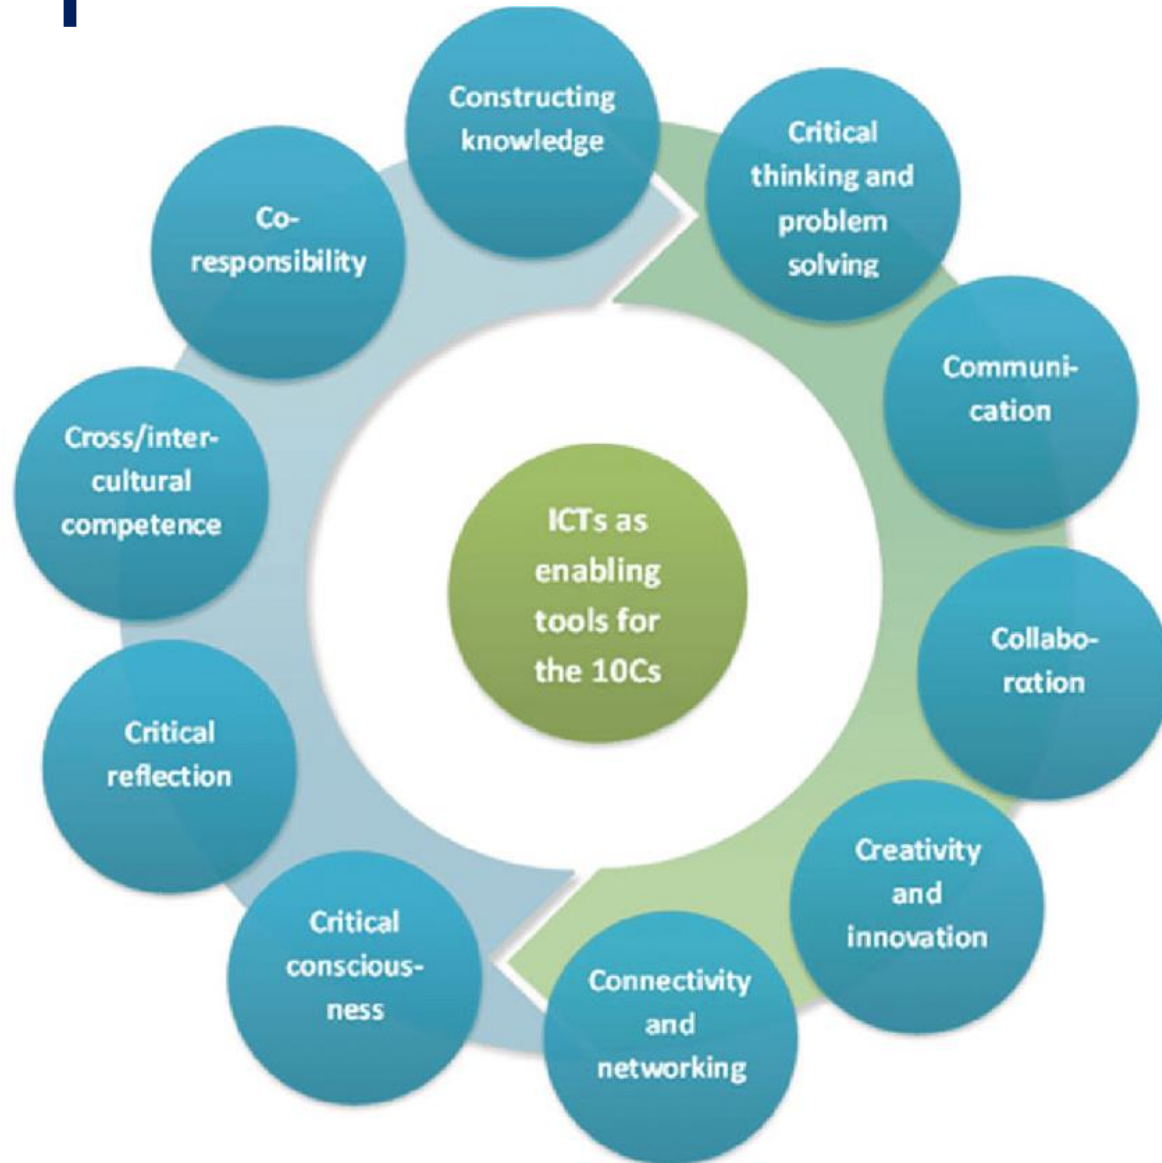 Constructing
knowledge
Critical
thinking and
problem
solving
Communi-
cation
Collabo-
ration
Creativity
and
innovation
Connectivity
and
networking
Critical
conscious-
ness
Critical
reflection
Cross/inter-
cultural
competence
Co-
responsibility
ICTs as
enabling
tools for
the 10Cs